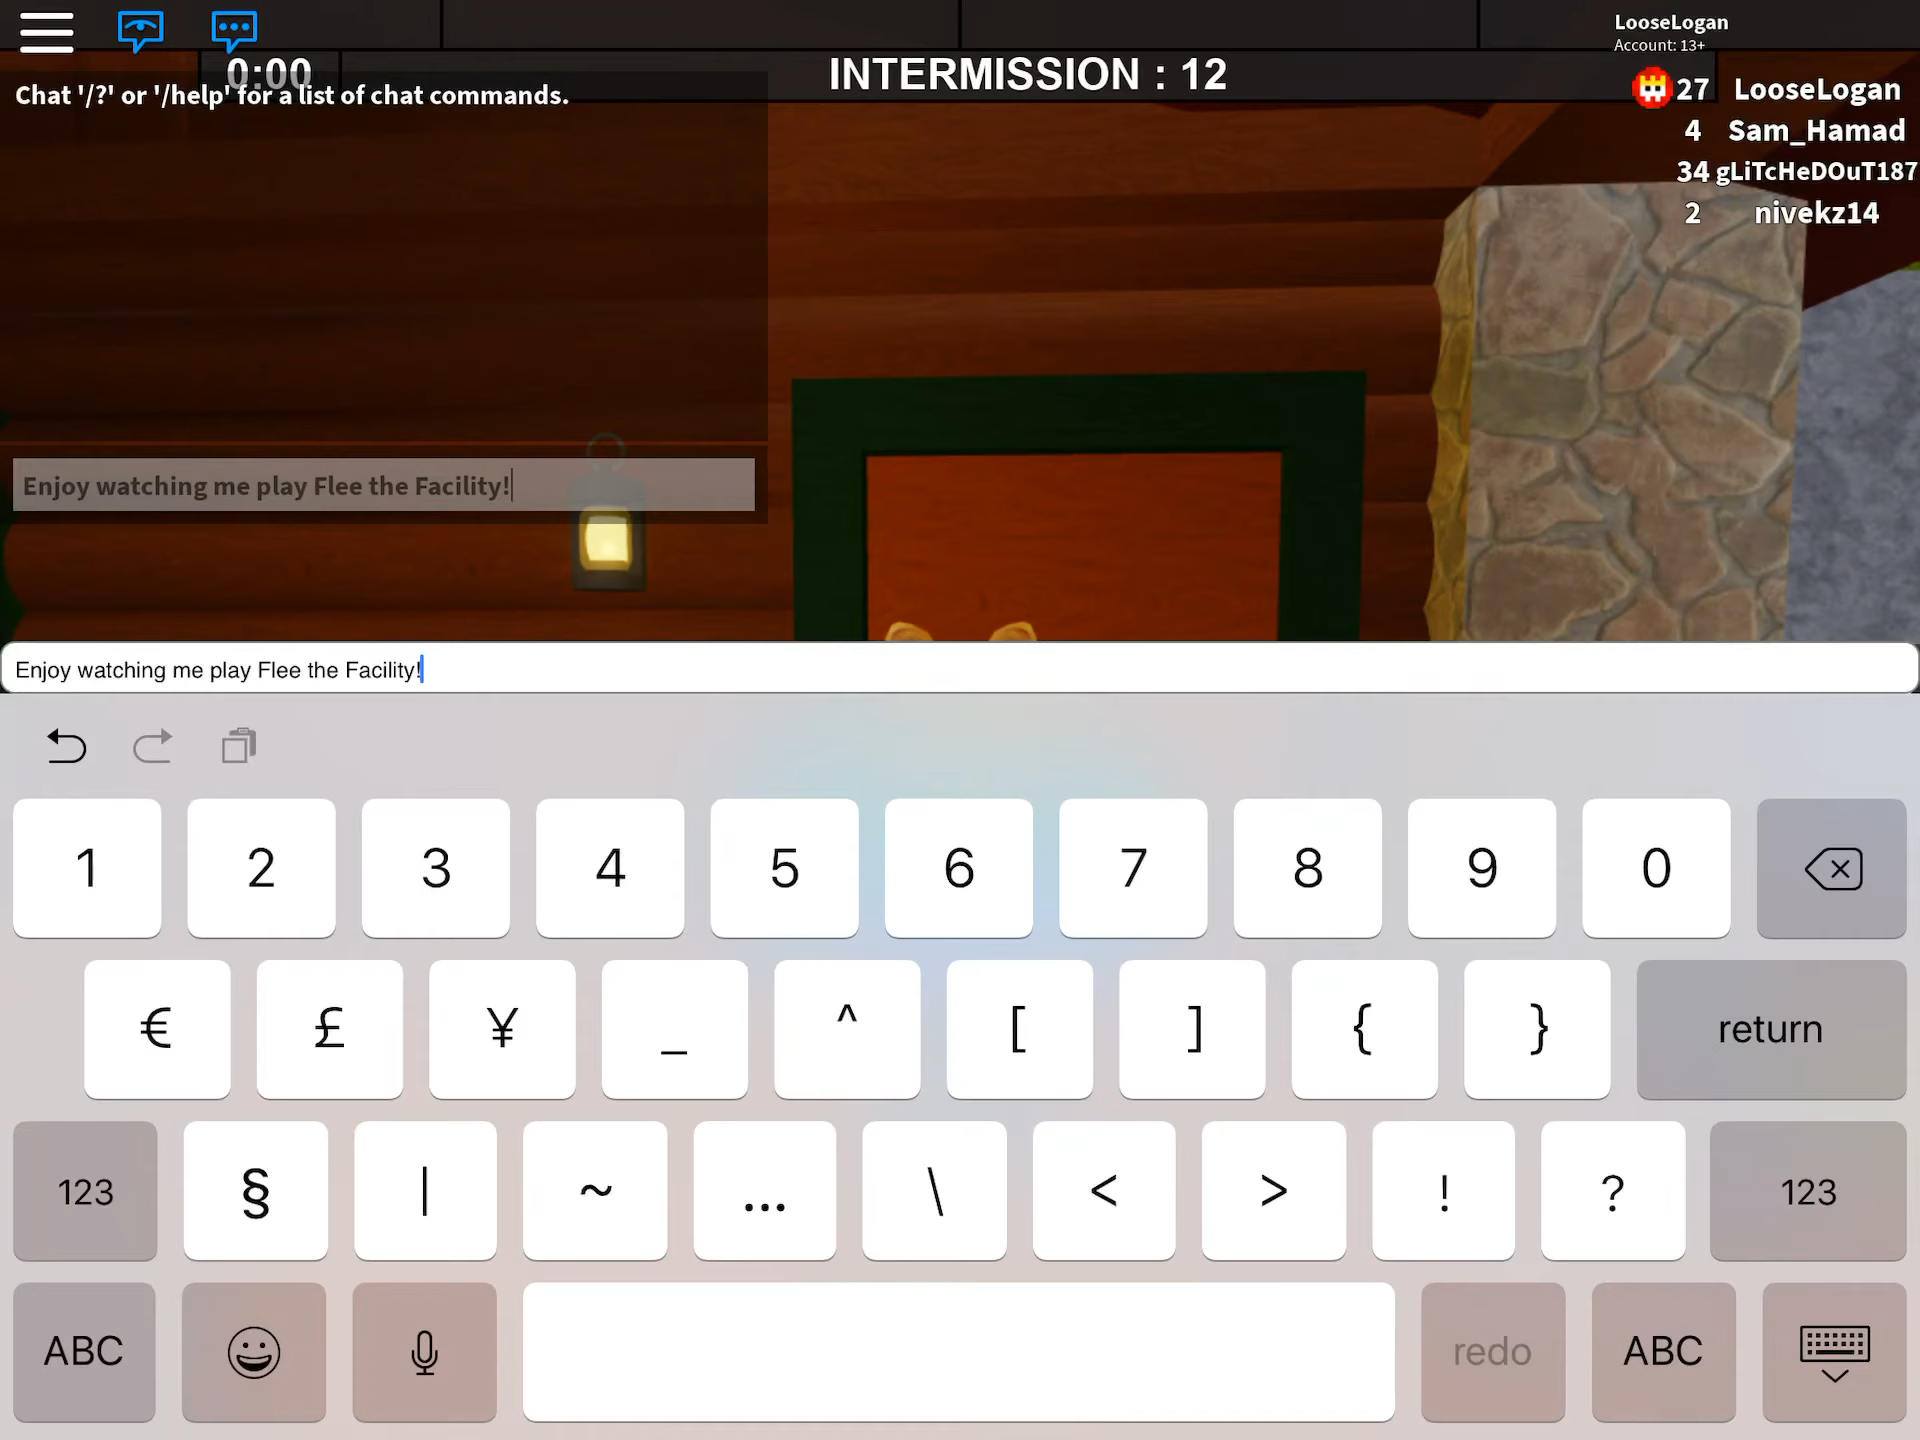 LooseLogan
Account: 13+
0:00
INTERMISSION : 12
Chat '/?' or '/help' for a list of chat commands.
27 LooseLogan
4 Sam_Hamad
34 gLiTcHeDOuT187
2 nivekz14
Enjoy watching me play Flee the Facility!
Enjoy watching me play Flee the Facility!
1 2 3 4 5 6 7 8 9 0
€ £ ¥ _ ^ [ ] { } return
123 § | ~ ... \ < > ! ? 123
ABC redo ABC